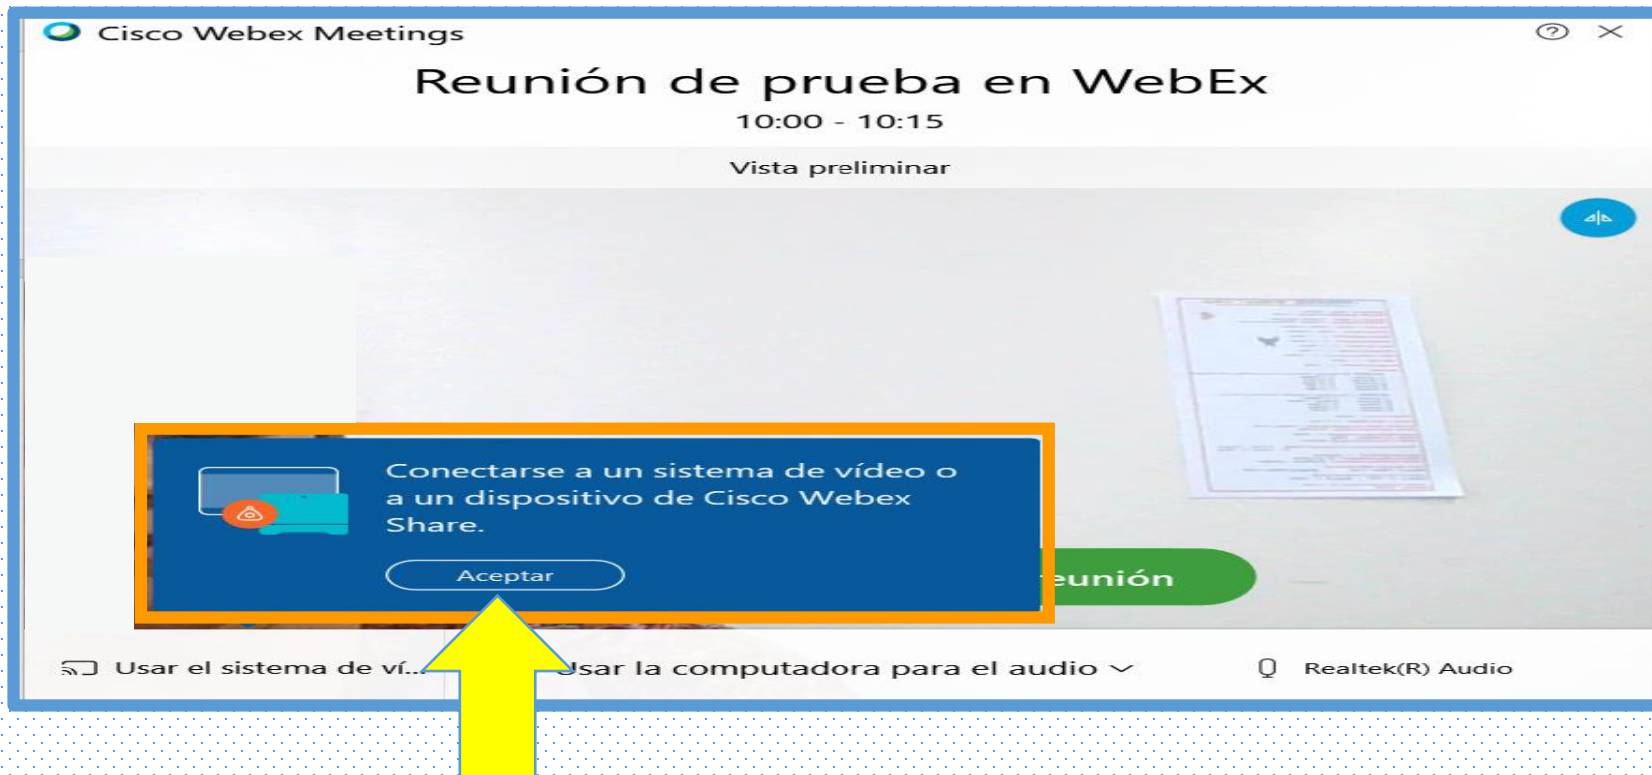 Cisco Webex Meetings
Reunión de prueba en WebEx
10:00 - 10:15
Vista preliminar
Conectarse a un sistema de vídeo o
a un dispositivo de Cisco Webex
Share.
Aceptar
eunión
Usar el sistema de ví...
Usar la computadora para el audio
Realtek(R) Audio